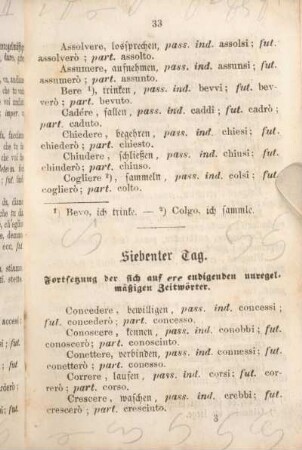 33
Assolvere, lossprechen, pass. ind. assolsi; fut.
assolverò; part. assolto.
Assumere, aufnehmen, pass. ind. assunsi; fut.
assumerò; part. assunto.
Bere ¹), trinken, pass. ind. bevvi; fut. bev-
verò; part. bevuto.
Cadére, fallen, pass. ind. caddi; fut. cadrò;
part. caduto.
Chiedere, begehren, pass. ind. chiesi; fut.
chiederò; part. chiesto.
Chiudere, schließen, pass. ind. chiusi; fut.
chiuderò; part. chiuso.
Cogliere ²), sammeln, pass. ind. colsi; fut.
coglierò; part. colto.
¹) Bevo, ich trinke. — ²) Colgo, ich sammle.
Siebenter Tag.
Fortsetzung der sich auf ere endigenden unregel-
mäßigen Zeitwörter.
Concedere, bewilligen, pass. ind. concessi;
fut. concederò; part. concesso.
Conoscere, kennen, pass. ind. conobbi; fut.
conoscerò; part. conosciuto.
Conettere, verbinden, pass. ind. connessi; fut.
conetterò; part. connesso.
Correre, laufen, pass. ind. corsi; fut. cor-
rerò; part. corso.
Crescere, waschen, pass. ind. crebbi; fut.
crescerò; part. cresciuto.
3